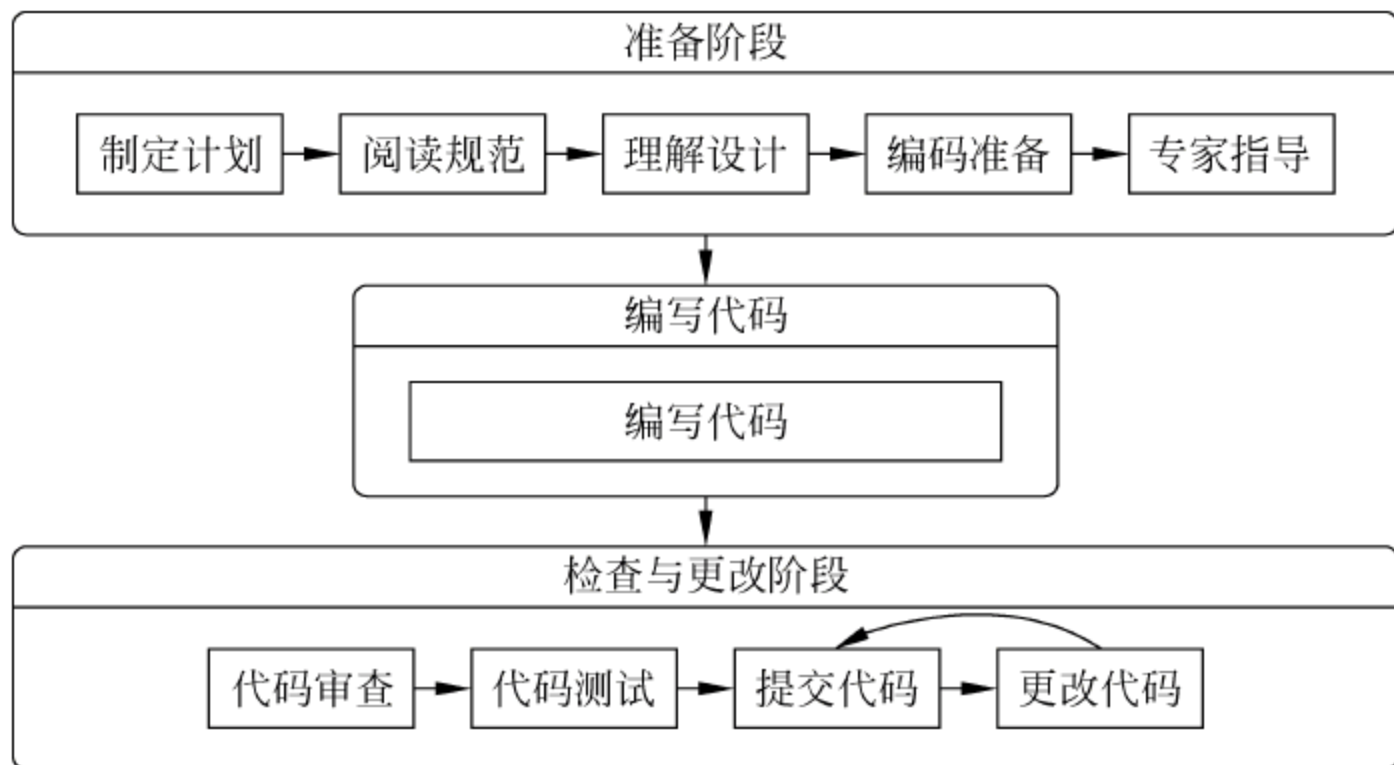 准备阶段
制定计划 阅读规范 理解设计 编码准备 专家指导
编写代码
编写代码
检查与更改阶段
代码审查 代码测试 提交代码 更改代码